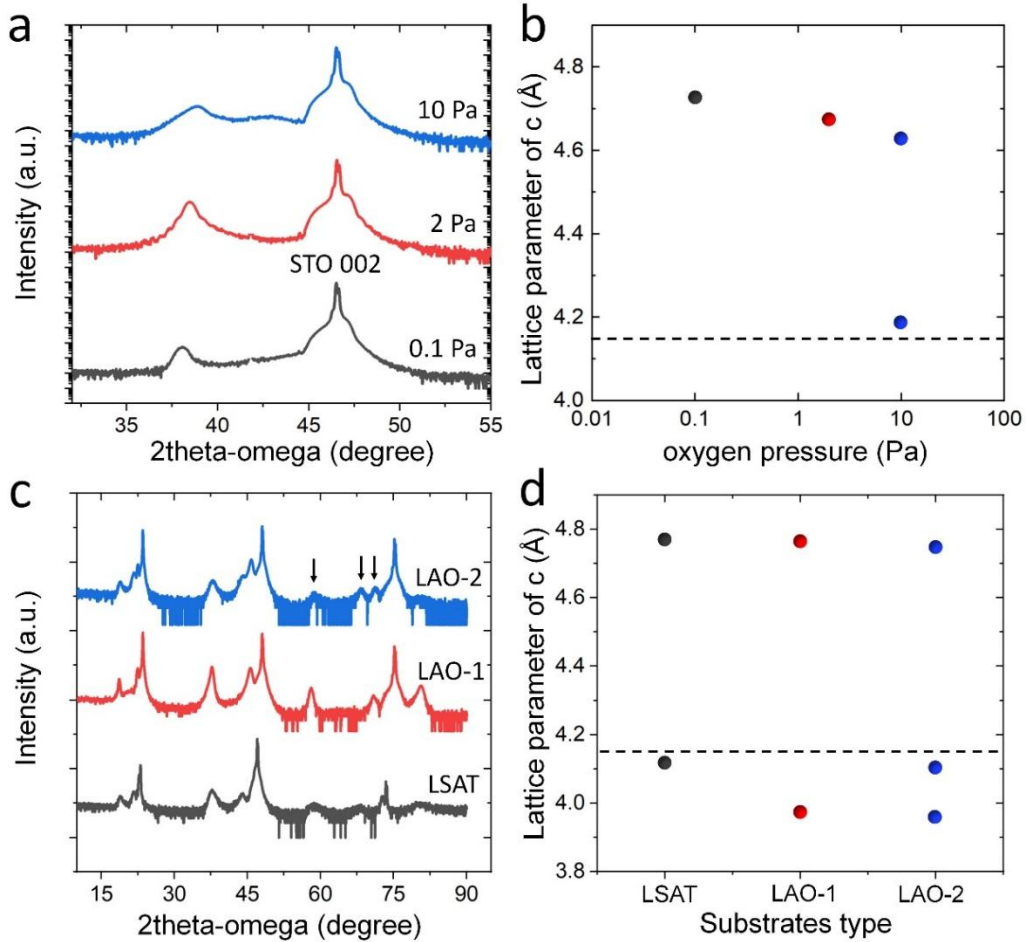 a
Intensity (a.u.)
10 Pa
2 Pa
STO 002
0.1 Pa
35 40 45 50 55
2theta-omega (degree)
b
Lattice parameter of c (Å)
4.8
4.6
4.4
4.2
4.0
0.01 0.1 1 10 100
oxygen pressure (Pa)
c
Intensity (a.u.)
LAO-2
LAO-1
LSAT
15 30 45 60 75 90
2theta-omega (degree)
d
Lattice parameter of c (Å)
4.8
4.6
4.4
4.2
4.0
3.8
LSAT LAO-1 LAO-2
Substrates type